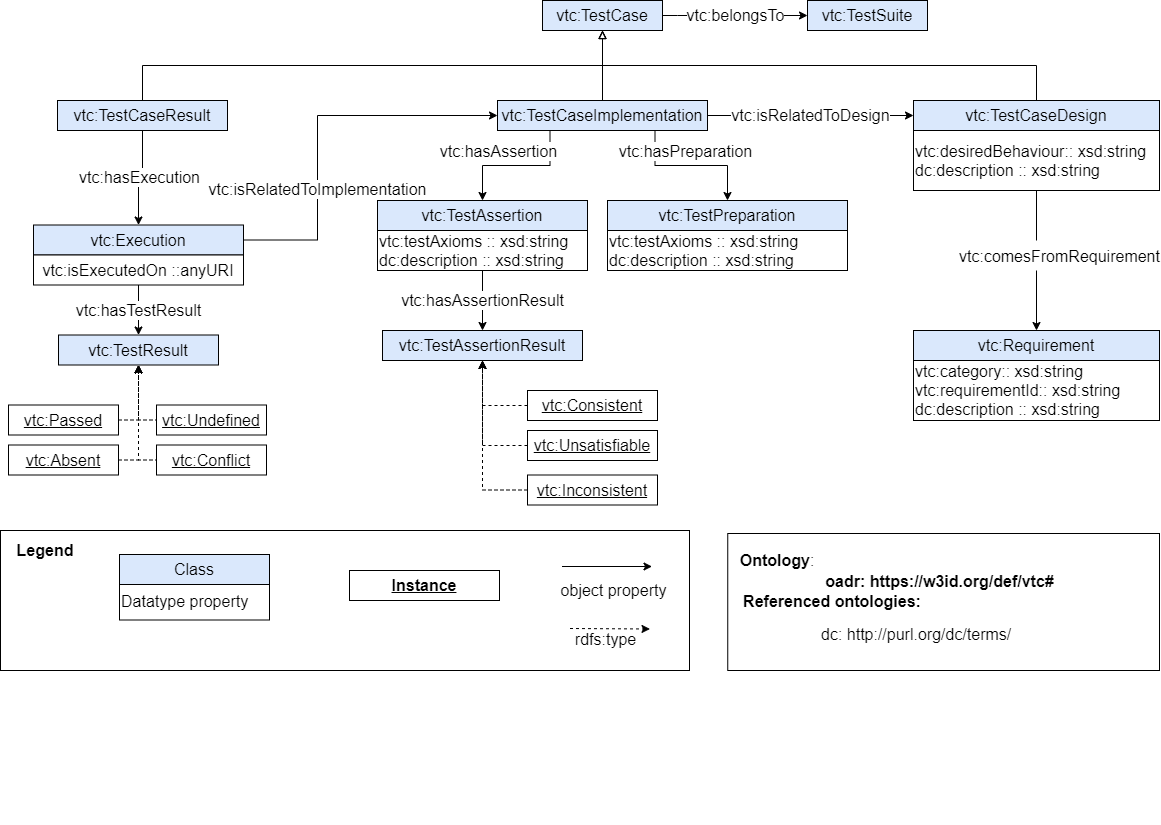 vtc:TestCase
vtc:belongsTo
vtc:TestSuite
vtc:TestCaseResult
vtc:TestCaseImplementation
vtc:isRelatedToDesign
vtc:TestCaseDesign
vtc:desiredBehaviour:: xsd:string
dc:description :: xsd:string
vtc:hasAssertion
vtc:hasPreparation
vtc:hasExecution
vtc:isRelatedToImplementation
vtc:TestAssertion
vtc:testAxioms :: xsd:string
dc:description :: xsd:string
vtc:TestPreparation
vtc:testAxioms :: xsd:string
dc:description :: xsd:string
vtc:Execution
vtc:isExecutedOn ::anyURI
vtc:comesFromRequirement
vtc:hasTestResult
vtc:hasAssertionResult
vtc:TestResult
vtc:TestAssertionResult
vtc:Requirement
vtc:category:: xsd:string
vtc:requirementId:: xsd:string
dc:description :: xsd:string
vtc:Passed
vtc:Undefined
vtc:Absent
vtc:Conflict
vtc:Consistent
vtc:Unsatisfiable
vtc:Inconsistent
Legend
Class
Datatype property
Instance
object property
rdfs:type
Ontology:
oadr: https://w3id.org/def/vtc#
Referenced ontologies:
dc: http://purl.org/dc/terms/